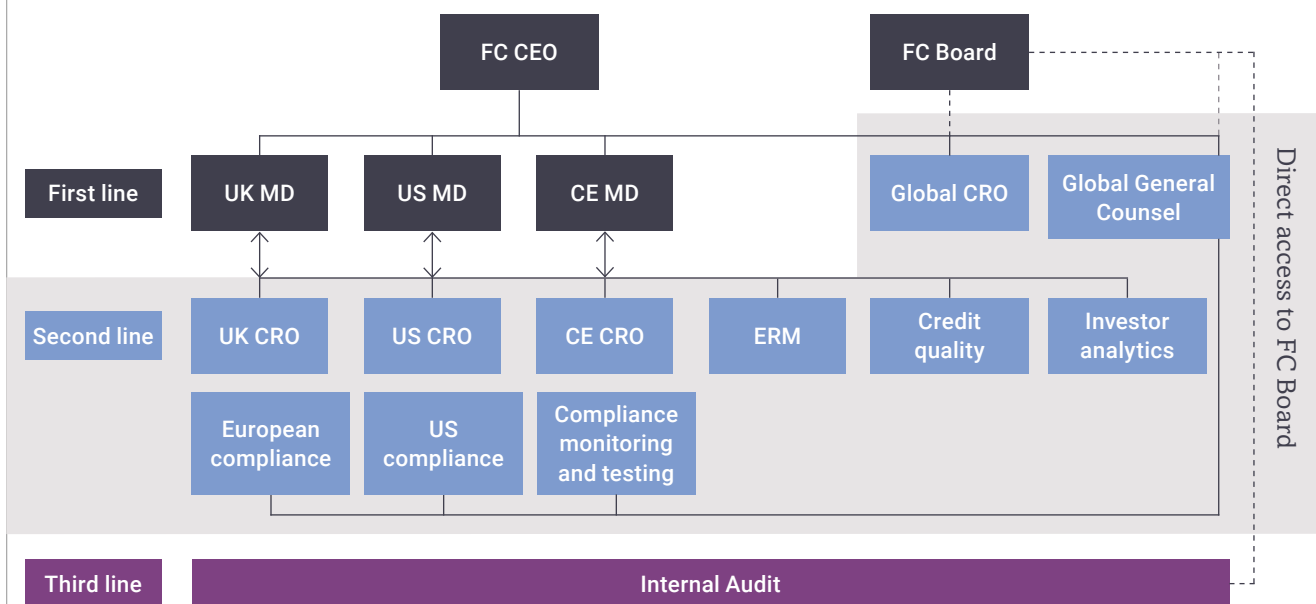 FC CEO
FC Board
First line
UK MD
US MD
CE MD
Global CRO
Global General
Counsel
Direct access to FC Board
Second line
UK CRO
US CRO
CE CRO
ERM
Credit
quality
Investor
analytics
European
compliance
US
compliance
Compliance
monitoring
and testing
Third line
Internal Audit